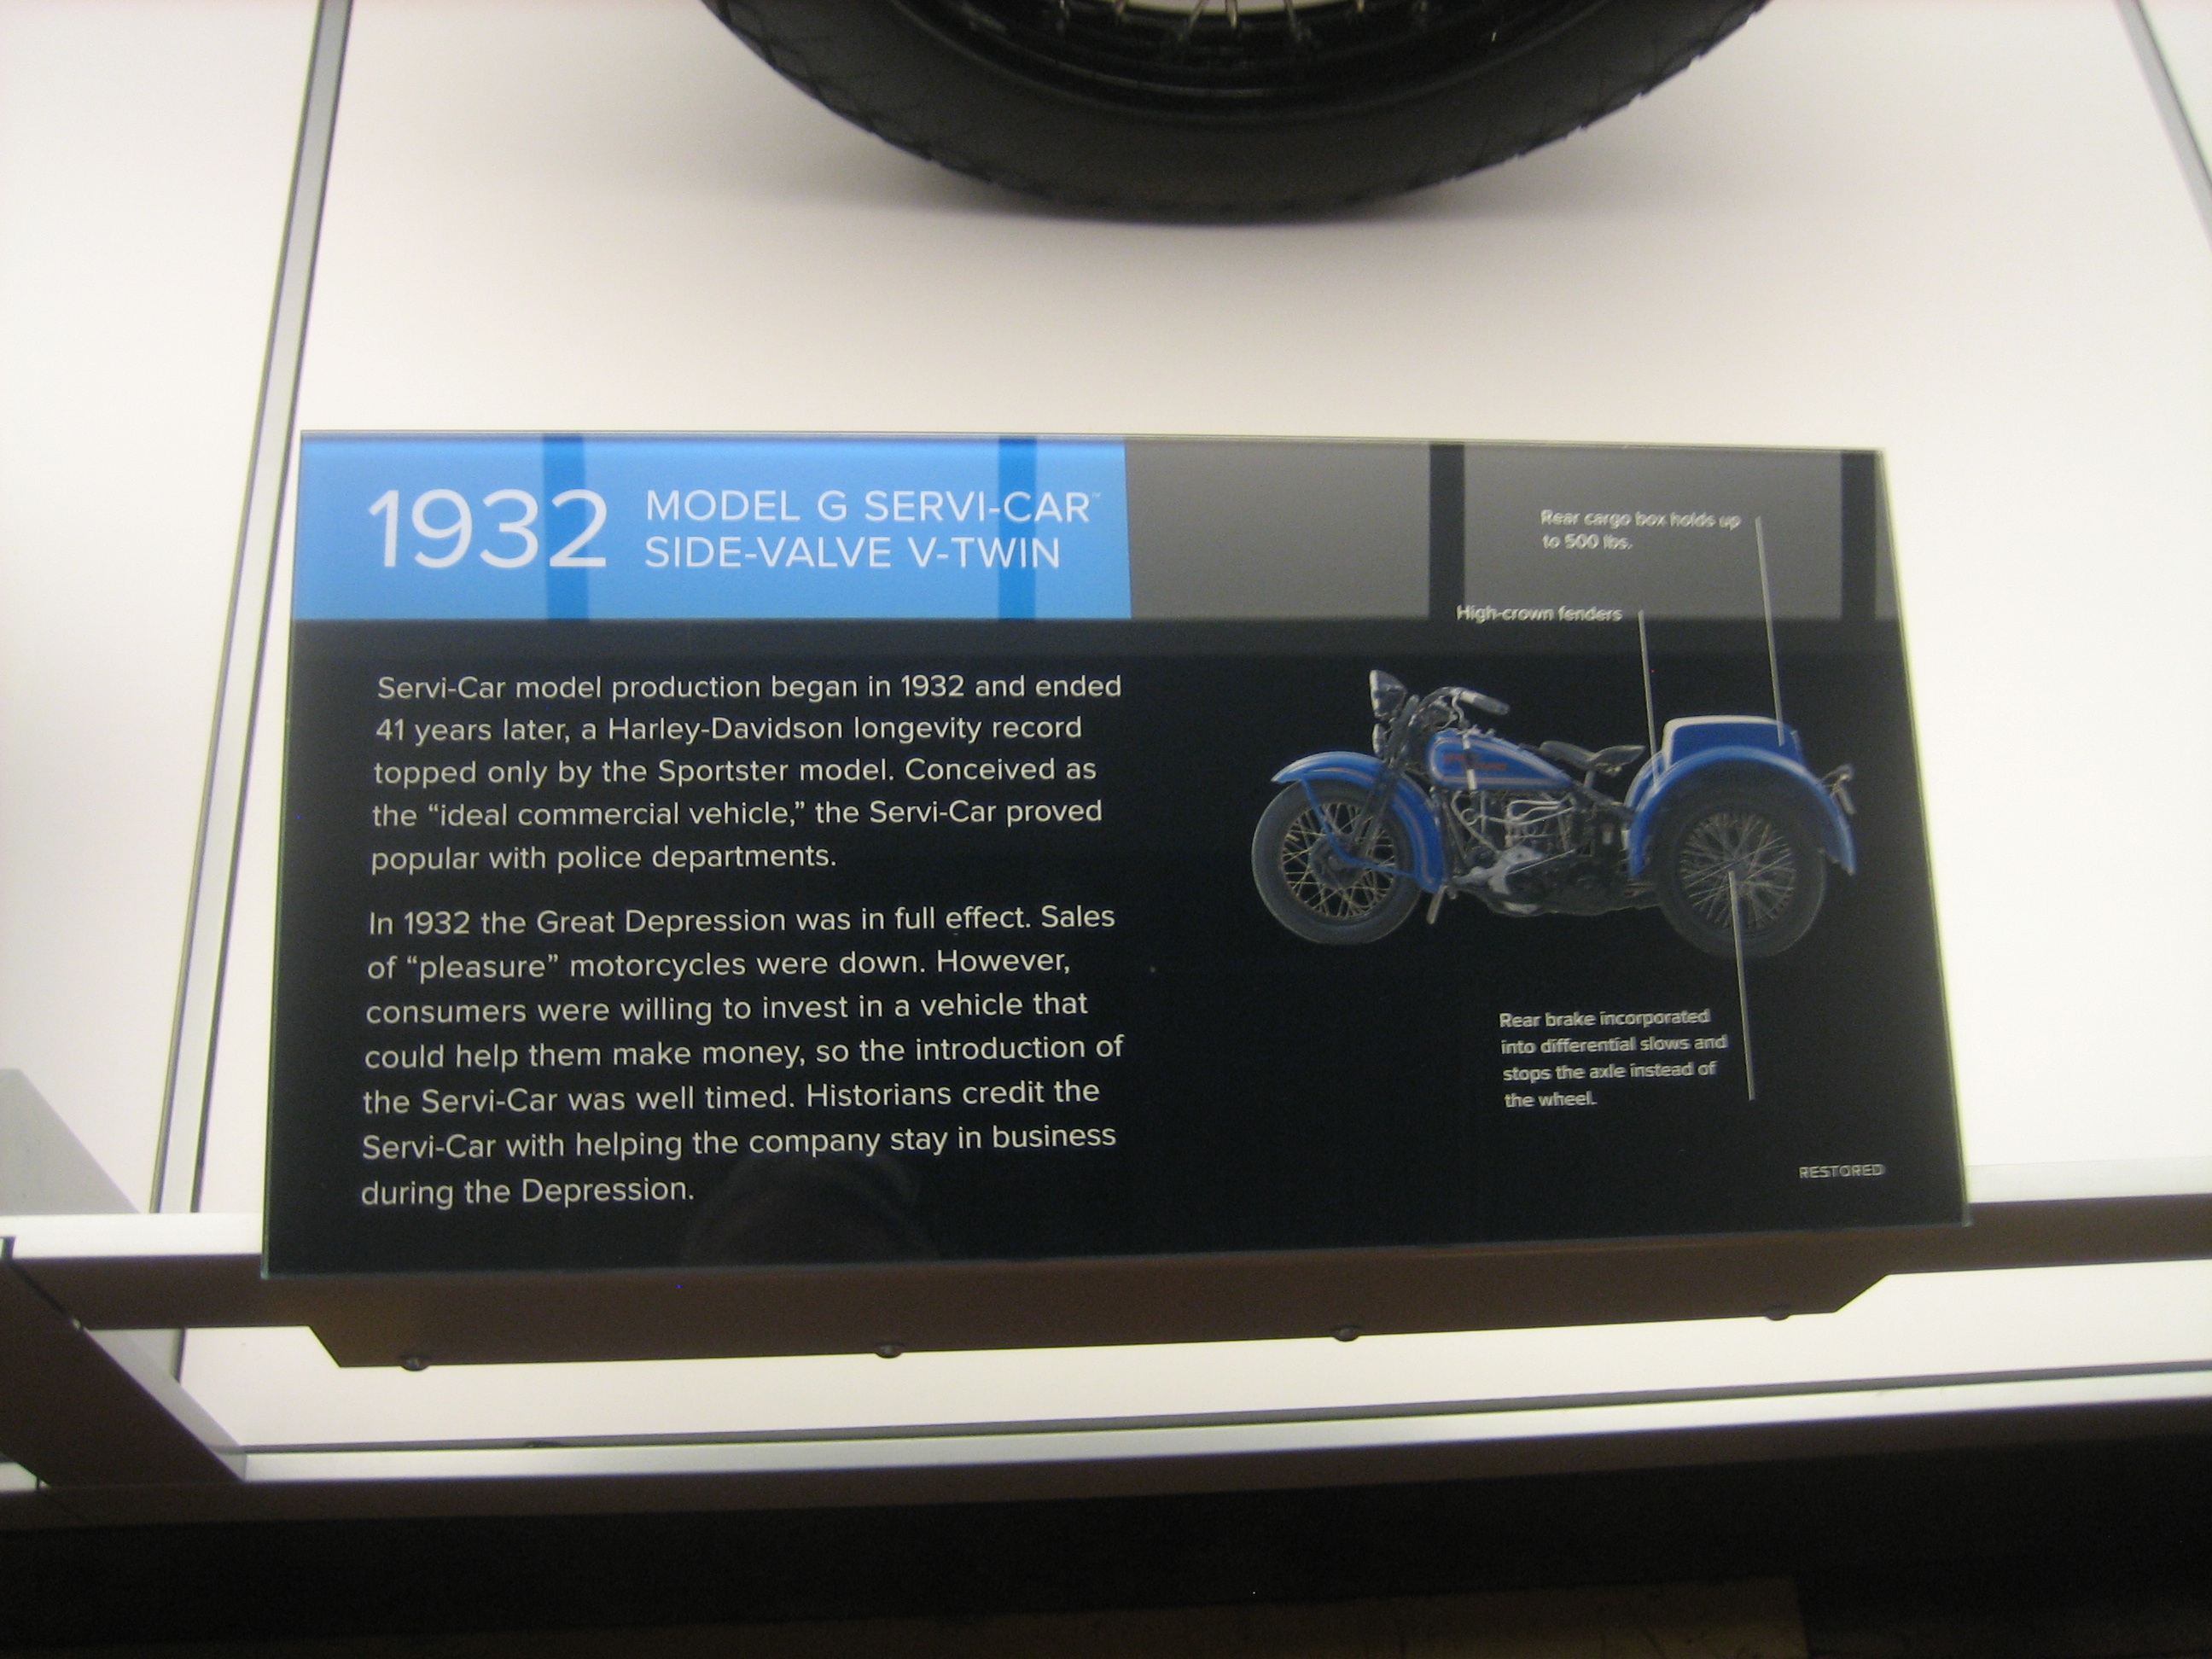 1932
MODEL G SERVI-CAR™
SIDE-VALVE V-TWIN
Servi-Car model production began in 1932 and ended
41 years later, a Harley-Davidson longevity record
topped only by the Sportster model. Conceived as
the “ideal commercial vehicle,” the Servi-Car proved
popular with police departments.
In 1932 the Great Depression was in full effect. Sales
of “pleasure” motorcycles were down. However,
consumers were willing to invest in a vehicle that
could help them make money, so the introduction of
the Servi-Car was well timed. Historians credit the
Servi-Car with helping the company stay in business
during the Depression.
Rear cargo box holds up
to 500 lbs.
High-crown fenders
Rear brake incorporated
into differential slows and
stops the axle instead of
the wheel.
RESTORED